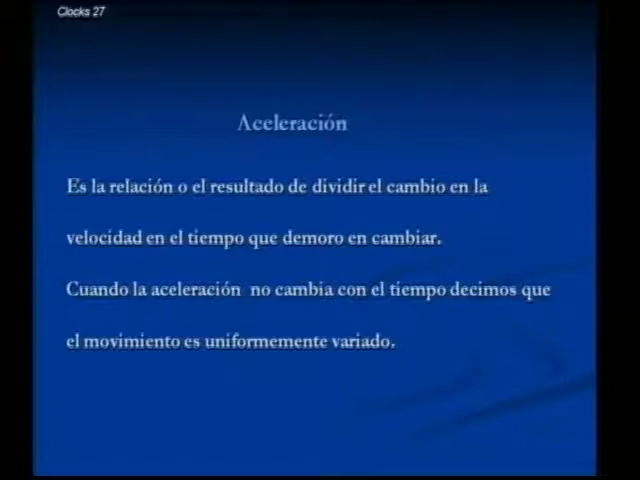 Clocks 27
Aceleración
Es la relación o el resultado de dividir el cambio en la
velocidad en el tiempo que demoro en cambiar.
Cuando la aceleración no cambia con el tiempo decimos que
el movimiento es uniformemente variado.